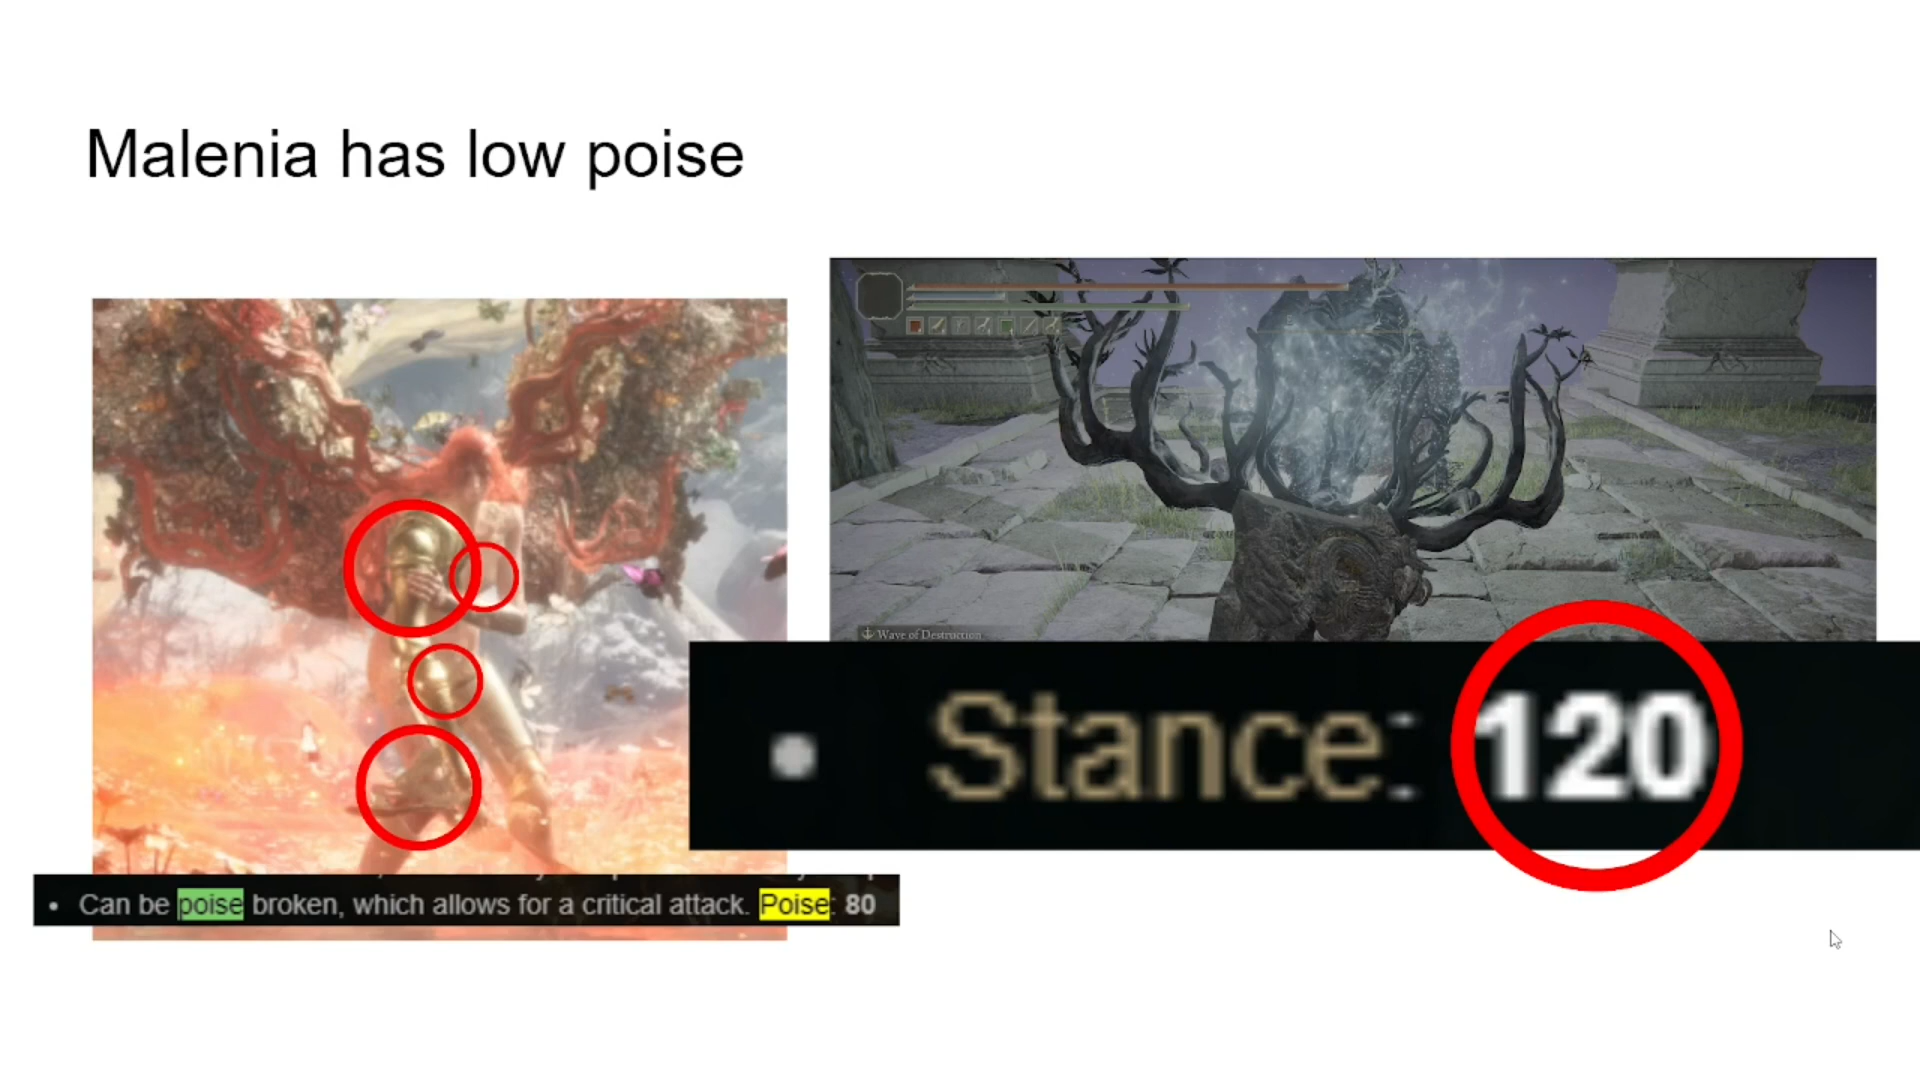 Malenia has low poise
Wave of Destruction
• Stance: 120
• Can be poise broken, which allows for a critical attack. Poise: 80